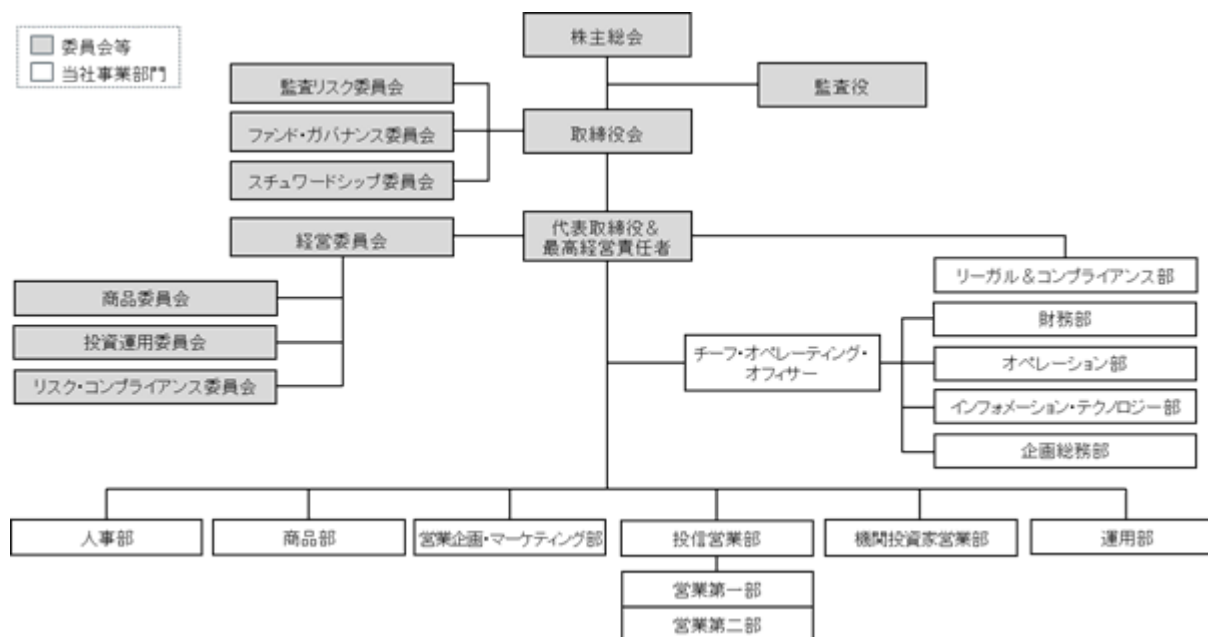 委員会等
当社事業部門
株主総会
監査リスク委員会
監査役
ファンド・ガバナンス委員会
取締役会
スチュワードシップ委員会
経営委員会
代表取締役＆
最高経営責任者
リーガル＆コンプライアンス部
商品委員会
財務部
投資運用委員会
チーフ・オペレーティング・
オフィサー
オペレーション部
リスク・コンプライアンス委員会
インフォメーション・テクノロジー部
企画総務部
人事部
商品部
営業企画・マーケティング部
投信営業部
機関投資家営業部
運用部
営業第一部
営業第二部